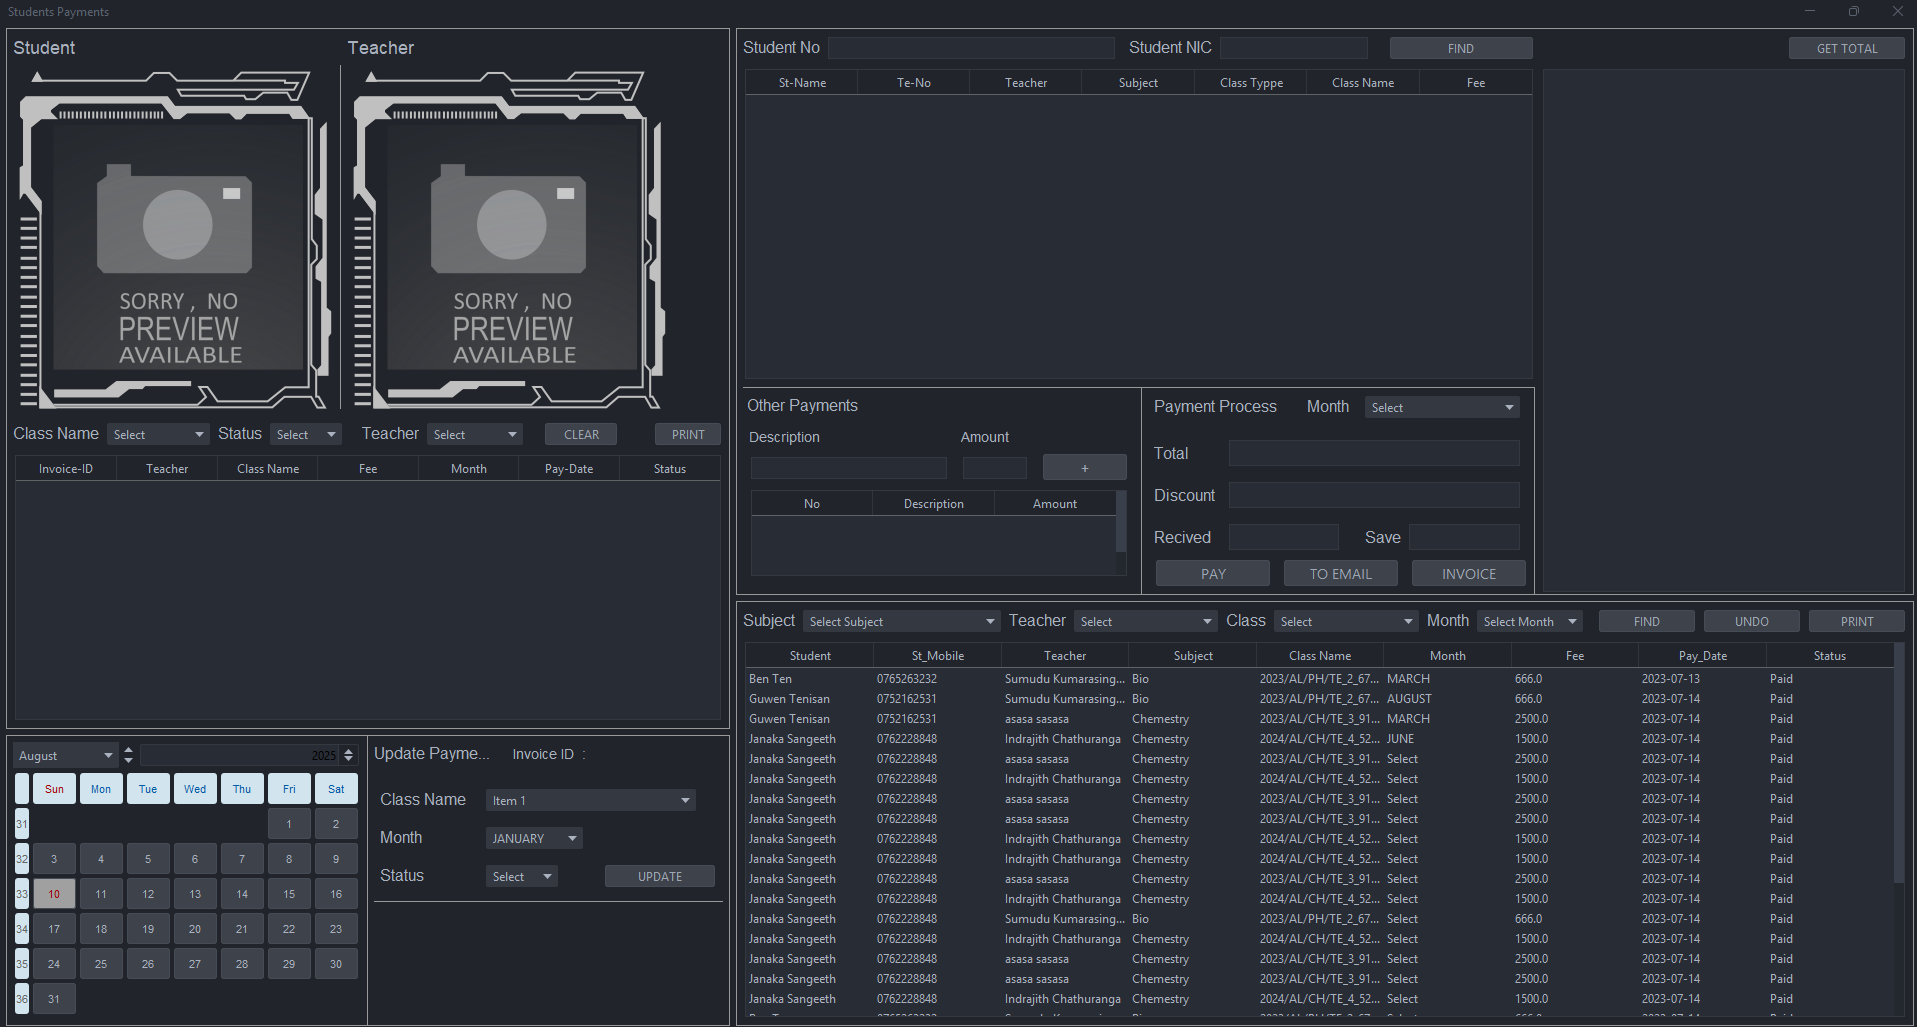 Students Payments
Student
Teacher
SORRY , NO
PREVIEW
AVAILABLE
SORRY , NO
PREVIEW
AVAILABLE
Class Name Select Status Select Teacher Select CLEAR PRINT
Invoice-ID Teacher Class Name Fee Month Pay-Date Status
Student No Student NIC FIND GET TOTAL
St-Name Te-No Teacher Subject Class Typpe Class Name Fee
Other Payments
Description Amount
+
No Description Amount
Payment Process Month Select
Total
Discount
Recived Save
PAY TO EMAIL INVOICE
August 2025
Sun Mon Tue Wed Thu Fri Sat
31 1 2
32 3 4 5 6 7 8 9
33 10 11 12 13 14 15 16
34 17 18 19 20 21 22 23
35 24 25 26 27 28 29 30
36 31
Update Payme... Invoice ID :
Class Name Item 1
Month JANUARY
Status Select UPDATE
Subject Select Subject Teacher Select Class Select Month Select Month FIND UNDO PRINT
Student St_Mobile Teacher Subject Class Name Month Fee Pay_Date Status
Ben Ten 0765263232 Sumudu Kumarasing... Bio 2023/AL/PH/TE_2_67... MARCH 666.0 2023-07-13 Paid
Guwen Tenisan 0752162531 Sumudu Kumarasing... Bio 2023/AL/PH/TE_2_67... AUGUST 666.0 2023-07-14 Paid
Guwen Tenisan 0752162531 asasa sasasa Chemestry 2023/AL/CH/TE_3_91... MARCH 2500.0 2023-07-14 Paid
Janaka Sangeeth 0762228848 Indrajith Chathuranga Chemestry 2024/AL/CH/TE_4_52... JUNE 1500.0 2023-07-14 Paid
Janaka Sangeeth 0762228848 asasa sasasa Chemestry 2023/AL/CH/TE_3_91... Select 2500.0 2023-07-14 Paid
Janaka Sangeeth 0762228848 Indrajith Chathuranga Chemestry 2024/AL/CH/TE_4_52... Select 1500.0 2023-07-14 Paid
Janaka Sangeeth 0762228848 asasa sasasa Chemestry 2023/AL/CH/TE_3_91... Select 2500.0 2023-07-14 Paid
Janaka Sangeeth 0762228848 asasa sasasa Chemestry 2023/AL/CH/TE_3_91... Select 2500.0 2023-07-14 Paid
Janaka Sangeeth 0762228848 Indrajith Chathuranga Chemestry 2024/AL/CH/TE_4_52... Select 1500.0 2023-07-14 Paid
Janaka Sangeeth 0762228848 Indrajith Chathuranga Chemestry 2024/AL/CH/TE_4_52... Select 1500.0 2023-07-14 Paid
Janaka Sangeeth 0762228848 asasa sasasa Chemestry 2023/AL/CH/TE_3_91... Select 2500.0 2023-07-14 Paid
Janaka Sangeeth 0762228848 Indrajith Chathuranga Chemestry 2024/AL/CH/TE_4_52... Select 1500.0 2023-07-14 Paid
Janaka Sangeeth 0762228848 Sumudu Kumarasing... Bio 2023/AL/PH/TE_2_67... Select 666.0 2023-07-14 Paid
Janaka Sangeeth 0762228848 Indrajith Chathuranga Chemestry 2024/AL/CH/TE_4_52... Select 1500.0 2023-07-14 Paid
Janaka Sangeeth 0762228848 asasa sasasa Chemestry 2023/AL/CH/TE_3_91... Select 2500.0 2023-07-14 Paid
Janaka Sangeeth 0762228848 asasa sasasa Chemestry 2023/AL/CH/TE_3_91... Select 2500.0 2023-07-14 Paid
Janaka Sangeeth 0762228848 Indrajith Chathuranga Chemestry 2024/AL/CH/TE_4_52... Select 1500.0 2023-07-14 Paid